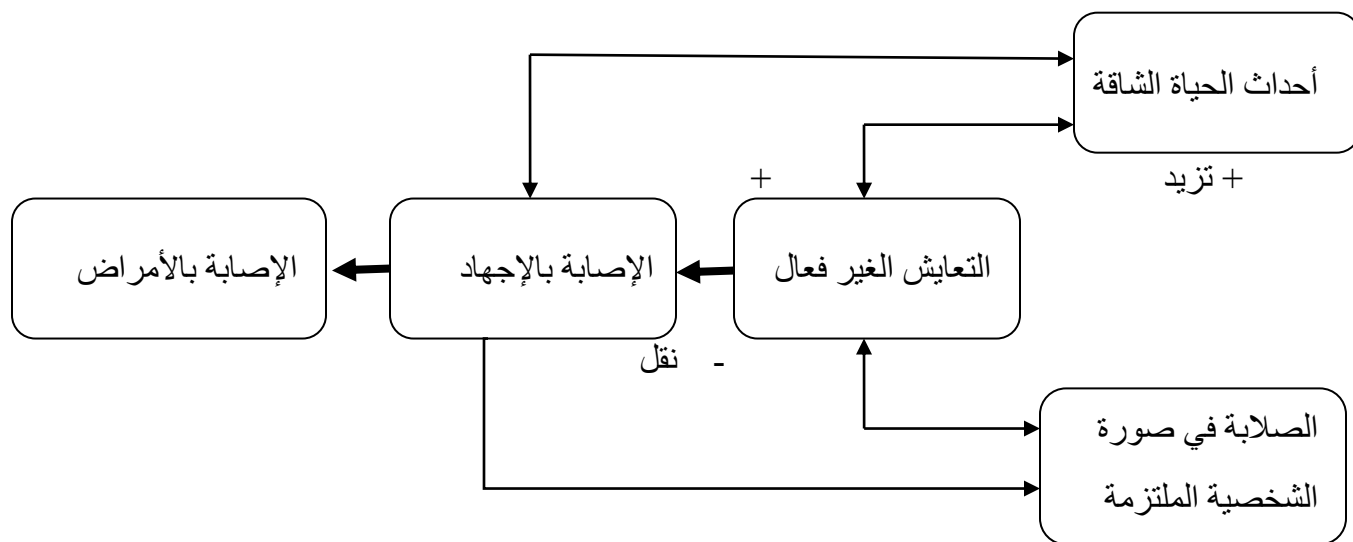 أحداث الحياة الشاقة
+ تزيد
+
التعايش الغير فعال
الإصابة بالإجهاد
الإصابة بالأمراض
- نقل
الصلابة في صورة
الشخصية الملتزمة